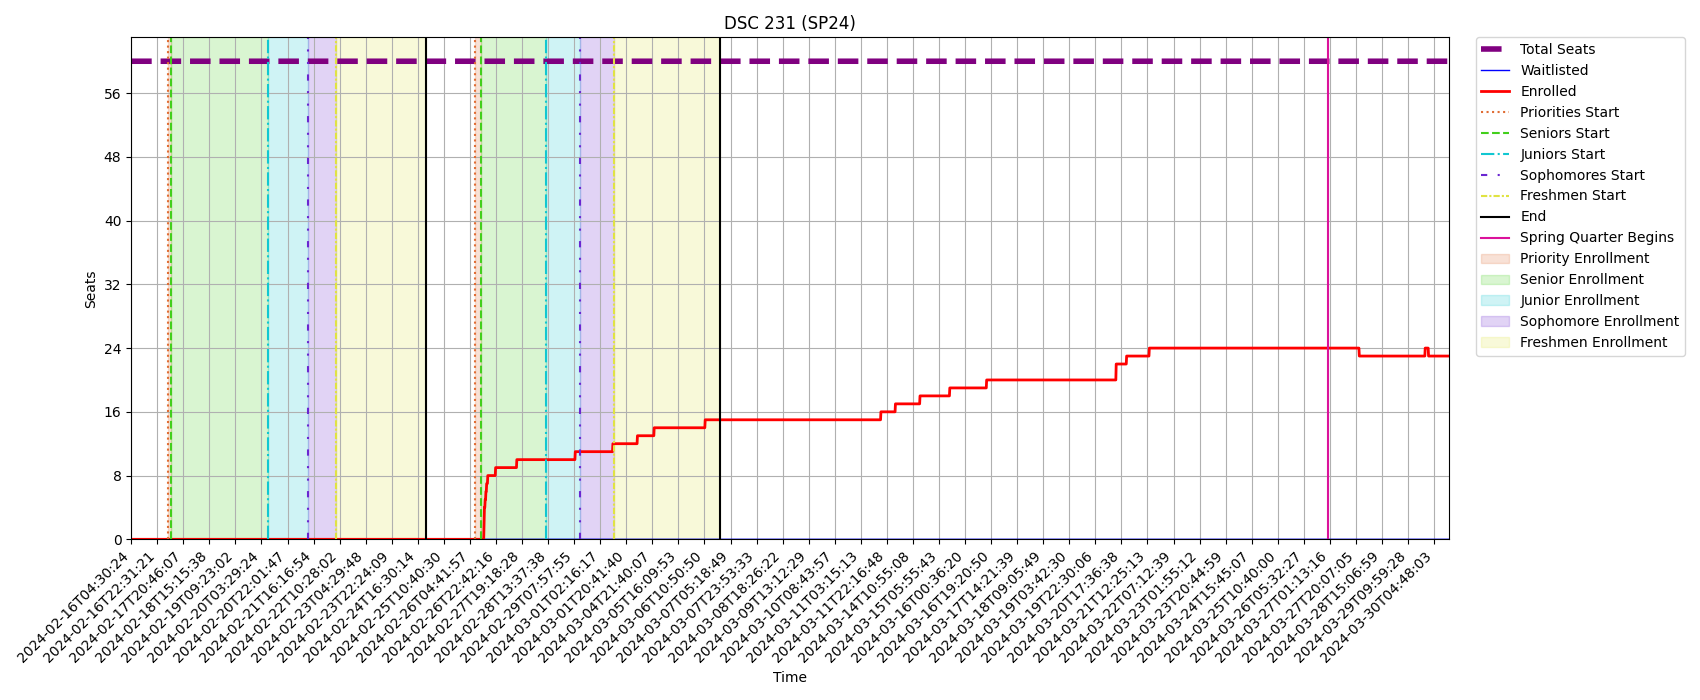 DSC 231 (SP24)
Total Seats
Waitlisted
Enrolled
Priorities Start
Seniors Start
Juniors Start
Sophomores Start
Freshmen Start
End
Spring Quarter Begins
Priority Enrollment
Senior Enrollment
Junior Enrollment
Sophomore Enrollment
Freshmen Enrollment
Seats
56
48
40
32
24
16
8
0
2024-02-16T04:30:24
2024-02-16T22:31:21
2024-02-17T20:46:07
2024-02-18T15:15:38
2024-02-19T09:23:02
2024-02-20T03:29:24
2024-02-20T22:01:47
2024-02-21T16:16:54
2024-02-22T10:28:02
2024-02-23T04:29:48
2024-02-23T22:24:09
2024-02-24T16:30:14
2024-02-25T10:40:30
2024-02-26T04:41:57
2024-02-26T22:42:16
2024-02-27T19:18:28
2024-02-28T13:37:38
2024-02-29T07:57:55
2024-03-01T02:16:17
2024-03-01T20:41:40
2024-03-04T21:40:07
2024-03-05T16:09:53
2024-03-06T10:50:50
2024-03-07T05:18:49
2024-03-07T23:53:33
2024-03-08T18:26:22
2024-03-09T13:12:29
2024-03-10T08:43:57
2024-03-11T03:15:13
2024-03-11T22:16:48
2024-03-14T10:55:08
2024-03-15T05:55:43
2024-03-16T00:36:20
2024-03-16T19:20:50
2024-03-17T14:21:39
2024-03-18T09:05:49
2024-03-19T03:42:30
2024-03-19T22:30:06
2024-03-20T17:36:38
2024-03-21T12:25:13
2024-03-22T07:12:39
2024-03-23T01:55:12
2024-03-23T20:44:59
2024-03-24T15:45:07
2024-03-25T10:40:00
2024-03-26T05:32:27
2024-03-27T01:13:16
2024-03-27T20:07:05
2024-03-28T15:06:59
2024-03-29T09:59:28
2024-03-30T04:48:03
Time